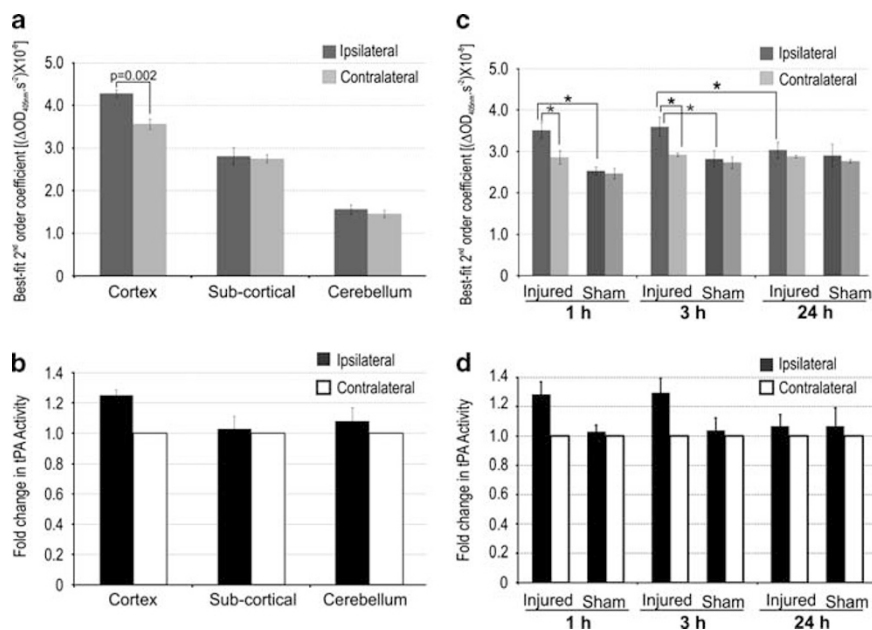 a
Best-fit 2nd order coefficient [(ΔOD405nm.s-2)X10-8]
5.0
4.0
3.0
2.0
1.0
0
Ipsilateral
Contralateral
p=0.002
Cortex
Sub-cortical
Cerebellum
c
Best-fit 2nd order coefficient
5.0
4.0
3.0
2.0
1.0
0
Ipsilateral
Contralateral
* * * * *
Injured Sham Injured Sham Injured Sham
1 h 3 h 24 h
b
Fold change in tPA Activity
1.4
1.2
1.0
0.8
0.6
0.4
0.2
0
Ipsilateral
Contralateral
Cortex
Sub-cortical
Cerebellum
d
Fold change in tPA Activity
1.4
1.2
1.0
0.8
0.6
0.4
0.2
0
Ipsilateral
Contralateral
Injured Sham Injured Sham Injured Sham
1 h 3 h 24 h